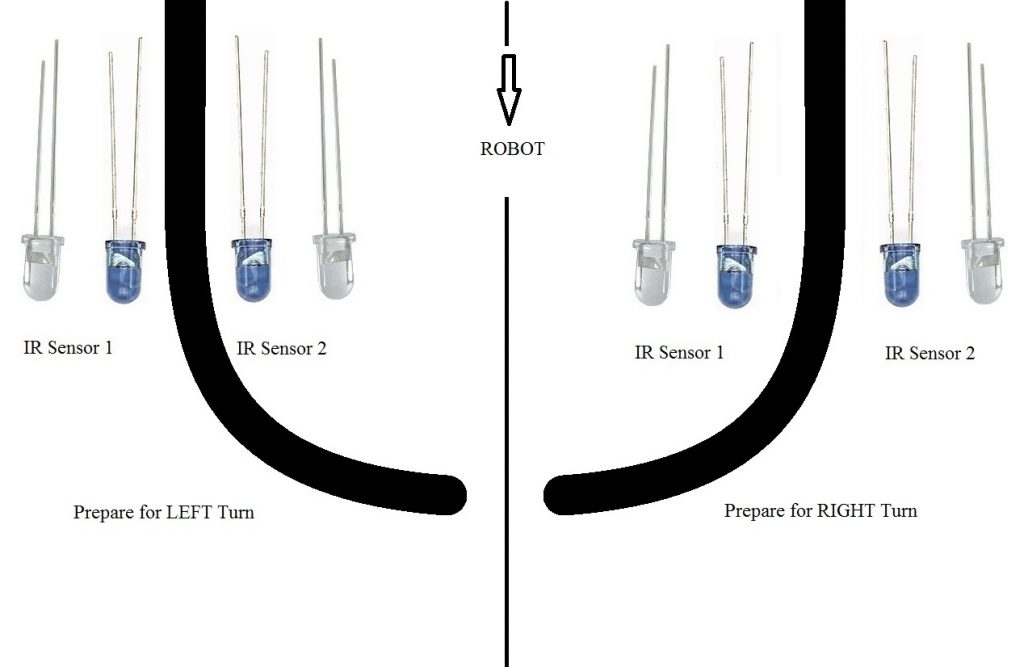 ROBOT
IR Sensor 1
IR Sensor 2
IR Sensor 1
IR Sensor 2
Prepare for LEFT Turn
Prepare for RIGHT Turn